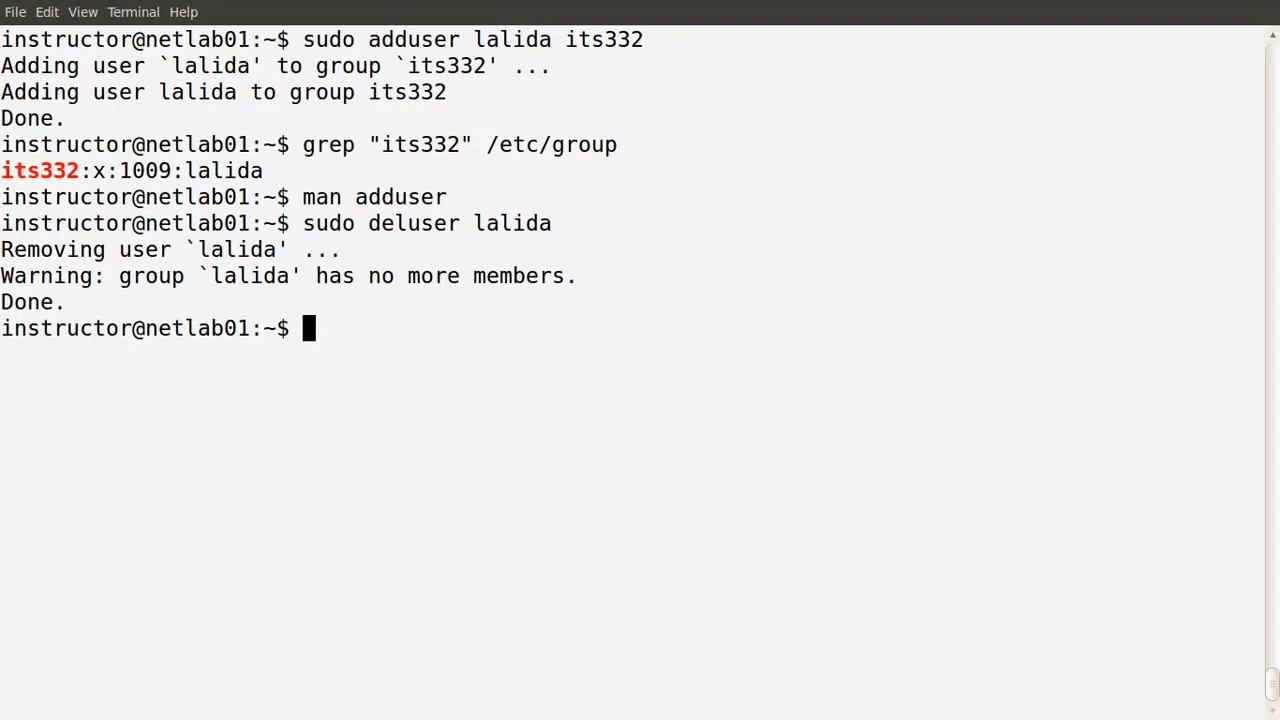 File Edit View Terminal Help
instructor@netlab01:~$ sudo adduser lalida its332
Adding user `lalida' to group `its332' ...
Adding user lalida to group its332
Done.
instructor@netlab01:~$ grep "its332" /etc/group
its332:x:1009:lalida
instructor@netlab01:~$ man adduser
instructor@netlab01:~$ sudo deluser lalida
Removing user `lalida' ...
Warning: group `lalida' has no more members.
Done.
instructor@netlab01:~$